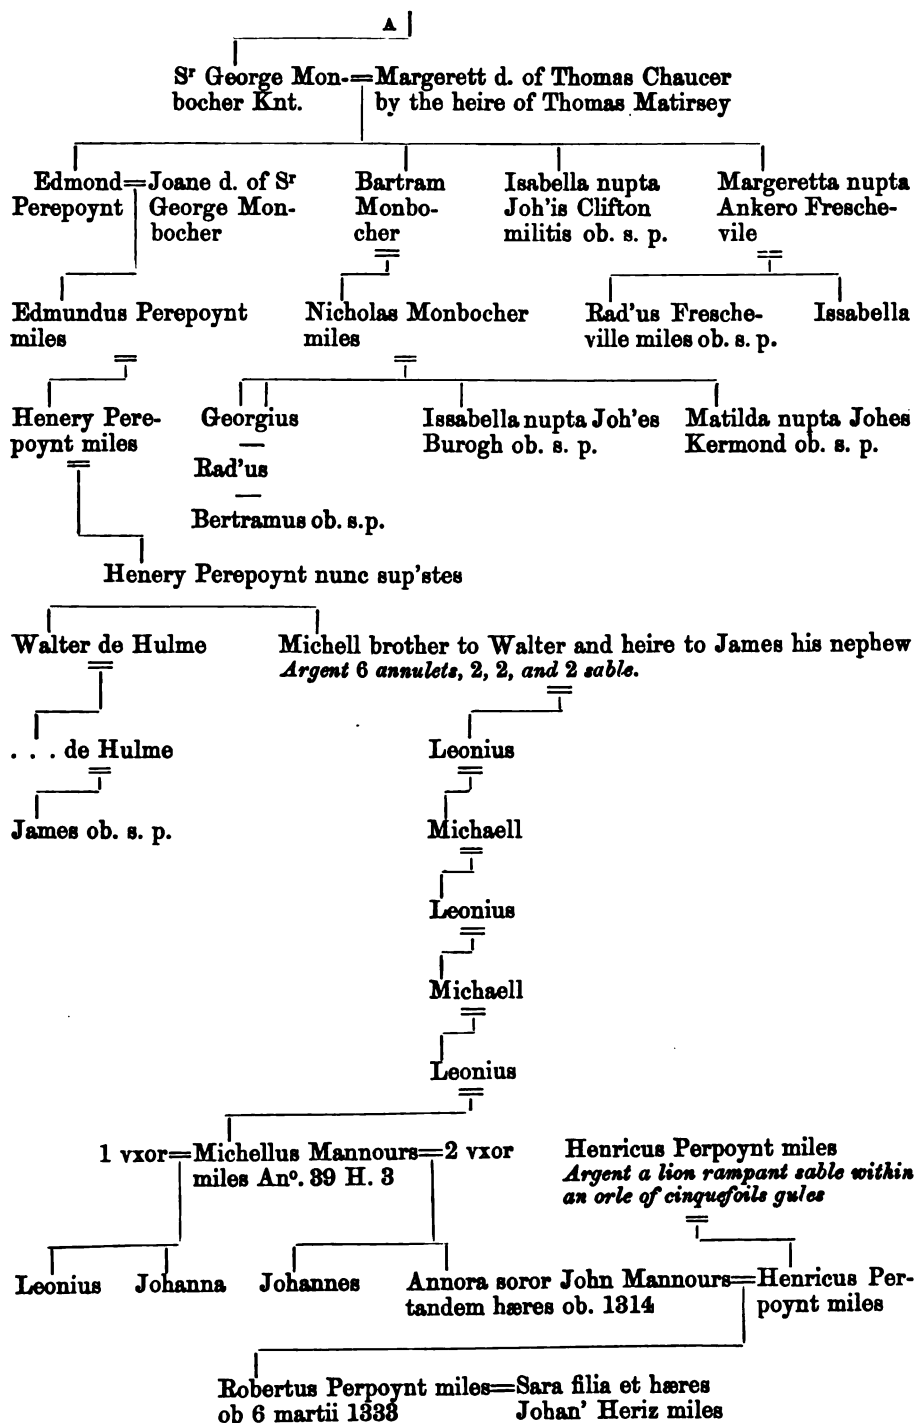 A
Sʳ George Mon-=Margerett d. of Thomas Chaucer
bocher Knt. by the heire of Thomas Matirsey
Edmond=Joane d. of Sʳ Bartram Isabella nupta Margeretta nupta
Perepoynt George Mon- Monbo- Joh'is Clifton Ankero Fresche-
bocher cher militis ob. s. p. vile
Edmundus Perepoynt Nicholas Monbocher Rad'us Fresche- Issabella
miles miles ville miles ob. s. p.
Henery Pere- Georgius Issabella nupta Joh'es Matilda nupta Johes
poynt miles Burogh ob. s. p. Kermond ob. s. p.
Rad'us
Bertramus ob. s.p.
Henery Perepoynt nunc sup'stes
Walter de Hulme Michell brother to Walter and heire to James his nephew
Argent 6 annulets, 2, 2, and 2 sable.
. . . de Hulme Leonius
James ob. s. p. Michaell
Leonius
Michaell
Leonius
1 vxor=Michellus Mannours=2 vxor Henricus Perpoynt miles
miles Anº. 39 H. 3 Argent a lion rampant sable within
an orle of cinquefoils gules
Leonius Johanna Johannes Annora soror John Mannours=Henricus Per-
tandem hæres ob. 1314 poynt miles
Robertus Perpoynt miles=Sara filia et hæres
ob 6 martii 1333 Johan' Heriz miles